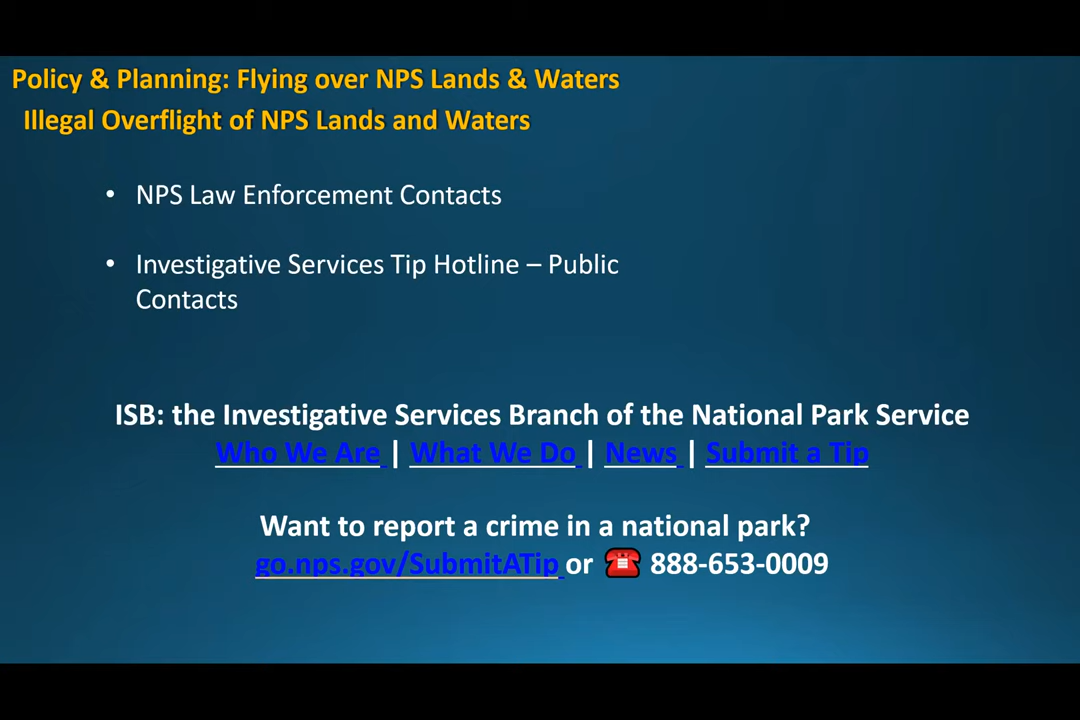 Policy & Planning: Flying over NPS Lands & Waters
Illegal Overflight of NPS Lands and Waters
• NPS Law Enforcement Contacts
• Investigative Services Tip Hotline – Public
Contacts
ISB: the Investigative Services Branch of the National Park Service
Who We Are | What We Do | News | Submit a Tip
Want to report a crime in a national park?
go.nps.gov/SubmitATip or ☎️ 888-653-0009